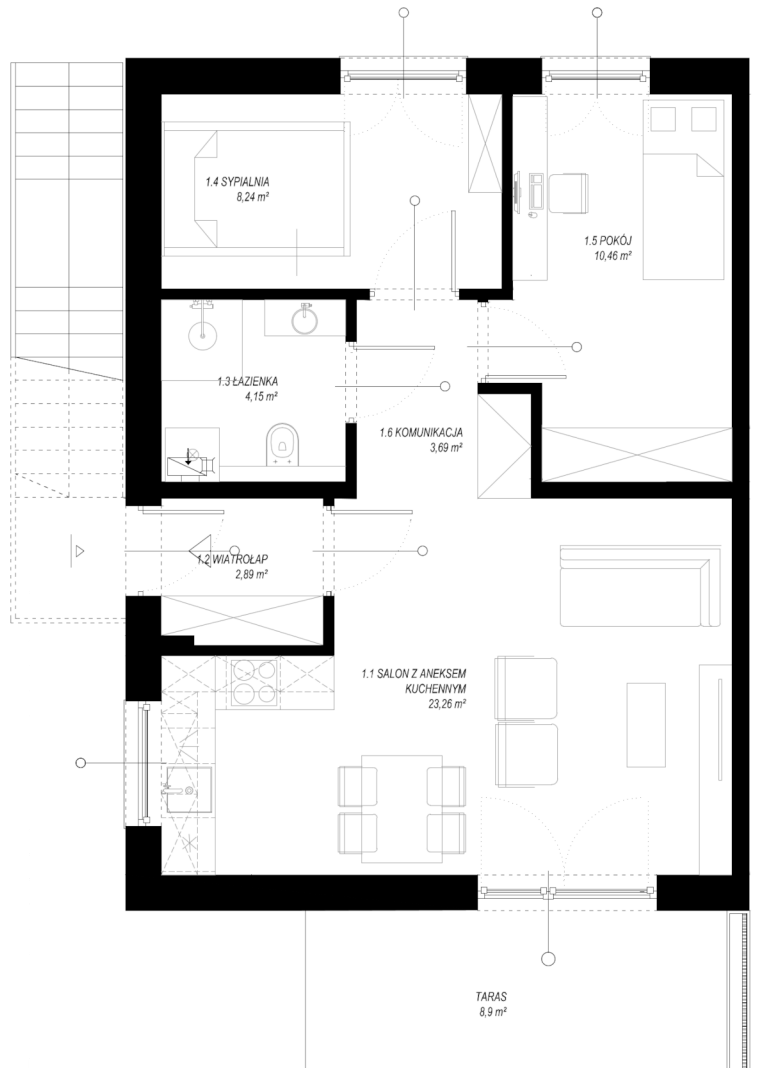 1.4 SYPIALNIA
8,24 m²
1.5 POKÓJ
10,46 m²
1.3 ŁAZIENKA
4,15 m²
1.6 KOMUNIKACJA
3,69 m²
1.2 WIATROŁAP
2,89 m²
1.1 SALON Z ANEKSEM
KUCHENNYM
23,26 m²
TARAS
8,9 m²